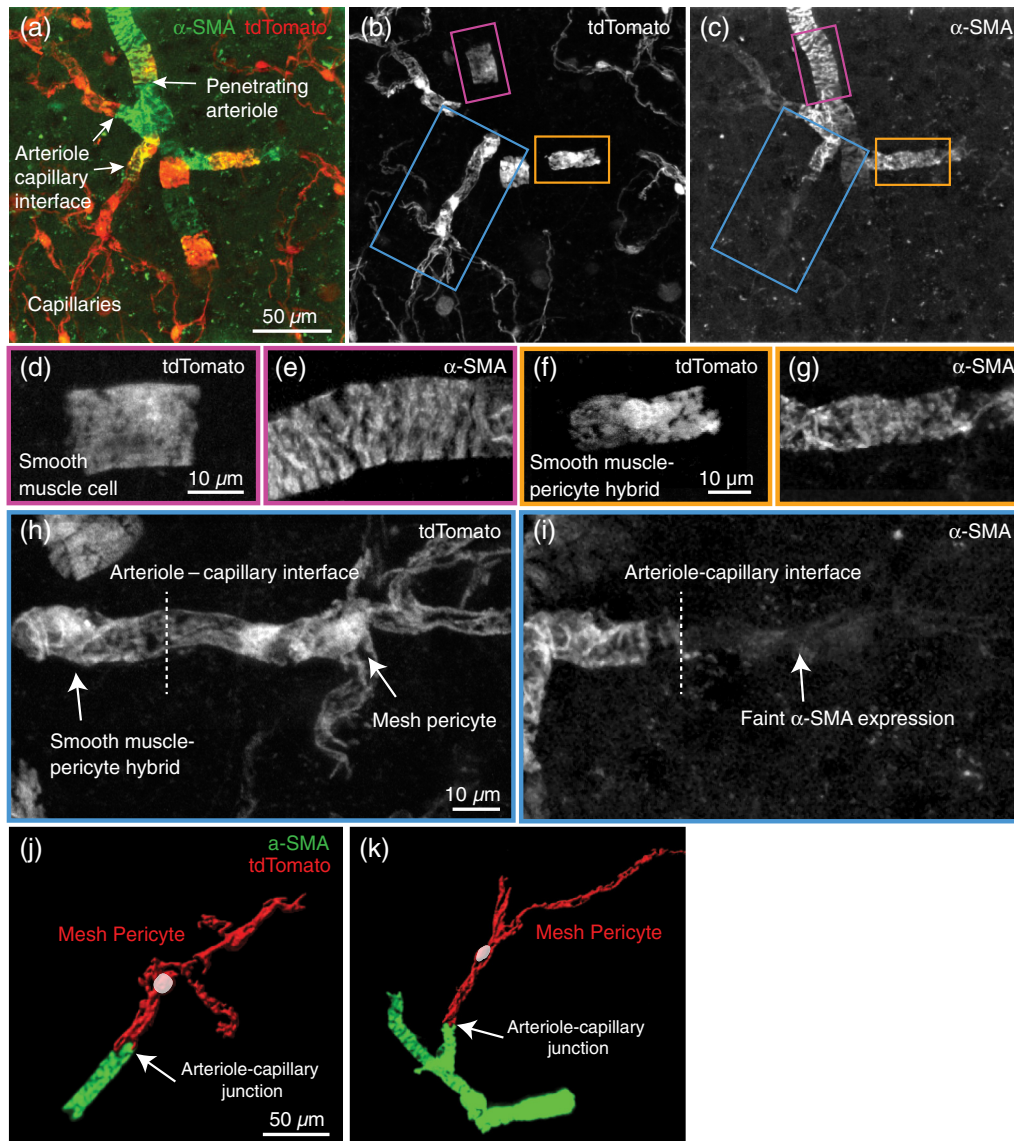 (a)
α-SMA tdTomato
Penetrating
arteriole
Arteriole
capillary
interface
Capillaries
50 µm
(b)
tdTomato
(c)
α-SMA
(d)
tdTomato
Smooth
muscle cell
10 µm
(e)
α-SMA
(f)
tdTomato
Smooth muscle-
pericyte hybrid
10 µm
(g)
α-SMA
(h)
tdTomato
Arteriole – capillary interface
Smooth muscle-
pericyte hybrid
Mesh pericyte
10 µm
(i)
α-SMA
Arteriole-capillary interface
Faint α-SMA expression
(j)
a-SMA
tdTomato
Mesh Pericyte
Arteriole-capillary
junction
50 µm
(k)
Mesh Pericyte
Arteriole-capillary
junction